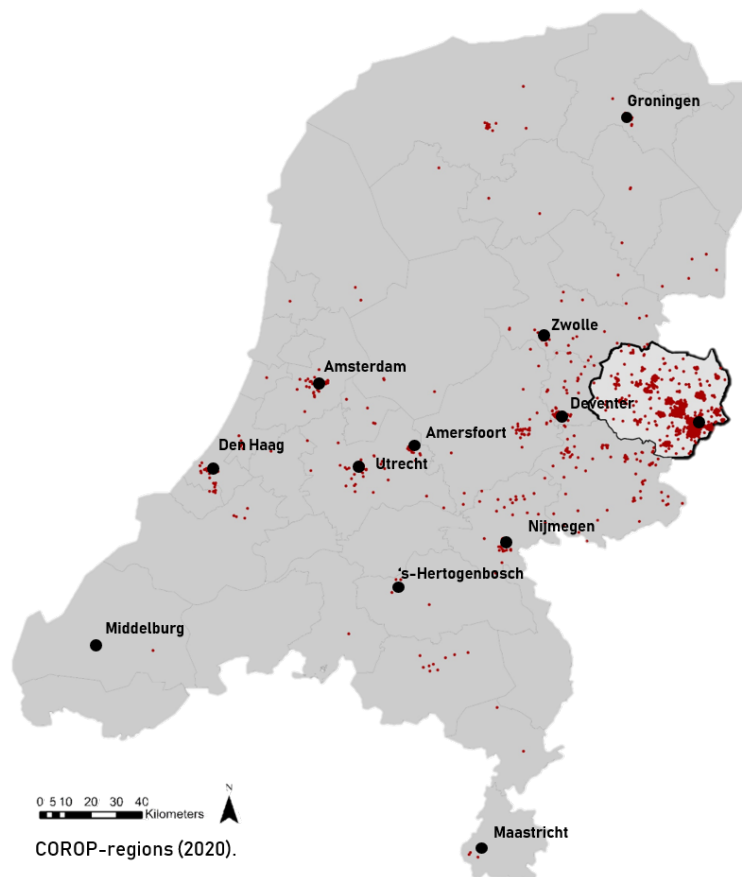 Groningen
Zwolle
Amsterdam
Deventer
Amersfoort
Den Haag
Utrecht
Nijmegen
's-Hertogenbosch
Middelburg
N
0 5 10 20 30 40
Kilometers
Maastricht
COROP-regions (2020).